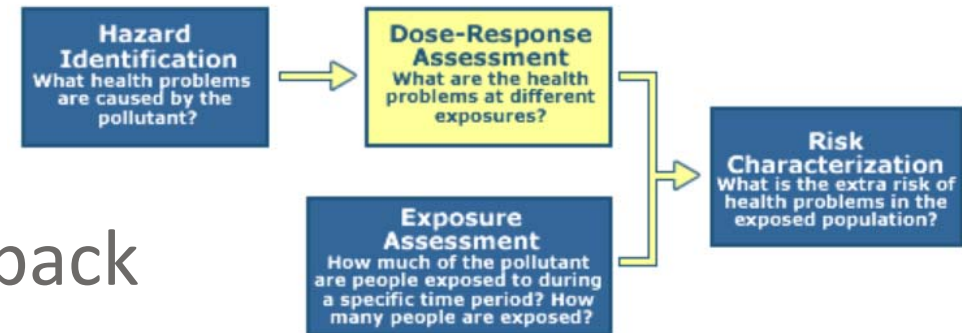 Hazard
Identification
What health problems
are caused by the
pollutant?
Dose-Response
Assessment
What are the health
problems at different
exposures?
Exposure
Assessment
How much of the pollutant
are people exposed to during
a specific time period? How
many people are exposed?
Risk
Characterization
What is the extra risk of
health problems in the
exposed population?
back